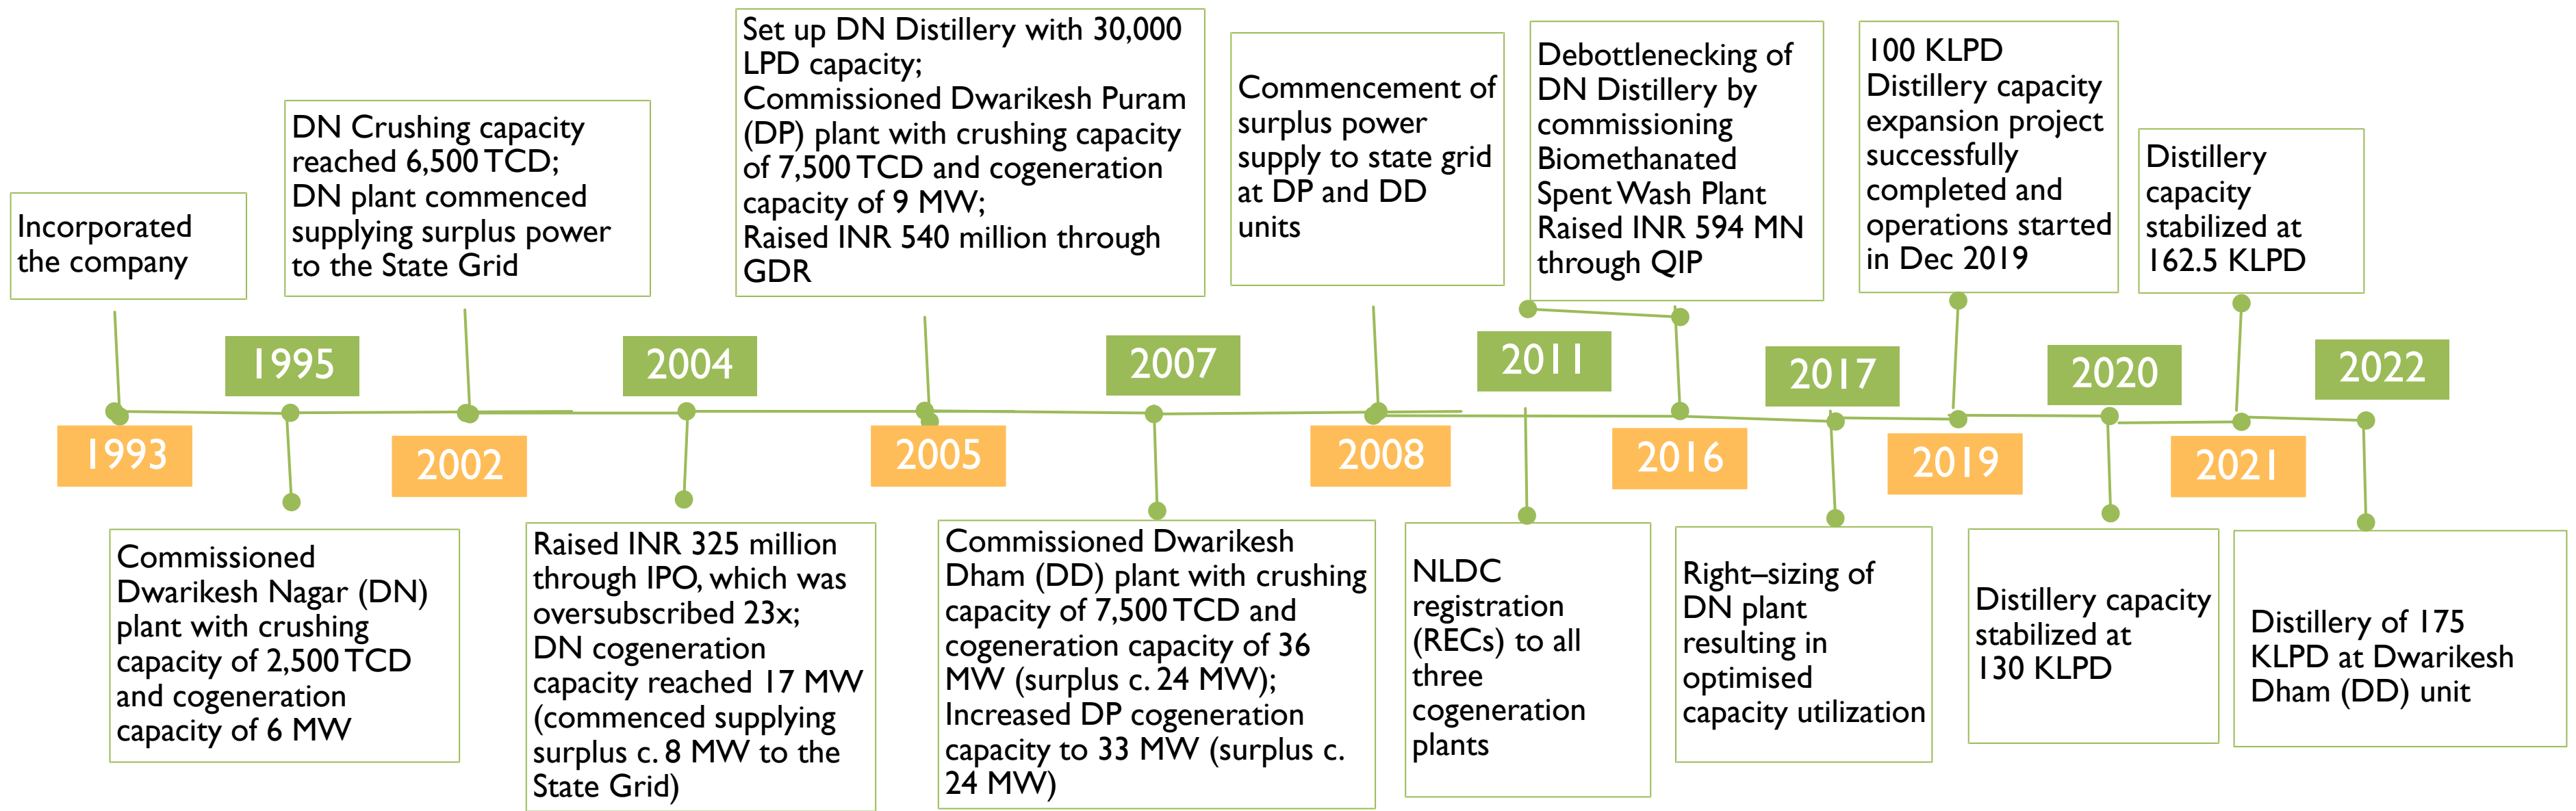 Incorporated
the company
DN Crushing capacity
reached 6,500 TCD;
DN plant commenced
supplying surplus power
to the State Grid
Set up DN Distillery with 30,000
LPD capacity;
Commissioned Dwarikesh Puram
(DP) plant with crushing capacity
of 7,500 TCD and cogeneration
capacity of 9 MW;
Raised INR 540 million through
GDR
Commencement of
surplus power
supply to state grid
at DP and DD
units
Debottlenecking of
DN Distillery by
commissioning
Biomethanated
Spent Wash Plant
Raised INR 594 MN
through QIP
100 KLPD
Distillery capacity
expansion project
successfully
completed and
operations started
in Dec 2019
Distillery
capacity
stabilized at
162.5 KLPD
1995
2004
2007
2011
2017
2020
2022
1993
2002
2005
2008
2016
2019
2021
Commissioned
Dwarikesh Nagar (DN)
plant with crushing
capacity of 2,500 TCD
and cogeneration
capacity of 6 MW
Raised INR 325 million
through IPO, which was
oversubscribed 23x;
DN cogeneration
capacity reached 17 MW
(commenced supplying
surplus c. 8 MW to the
State Grid)
Commissioned Dwarikesh
Dham (DD) plant with crushing
capacity of 7,500 TCD and
cogeneration capacity of 36
MW (surplus c. 24 MW);
Increased DP cogeneration
capacity to 33 MW (surplus c.
24 MW)
NLDC
registration
(RECs) to all
three
cogeneration
plants
Right–sizing of
DN plant
resulting in
optimised
capacity utilization
Distillery capacity
stabilized at
130 KLPD
Distillery of 175
KLPD at Dwarikesh
Dham (DD) unit